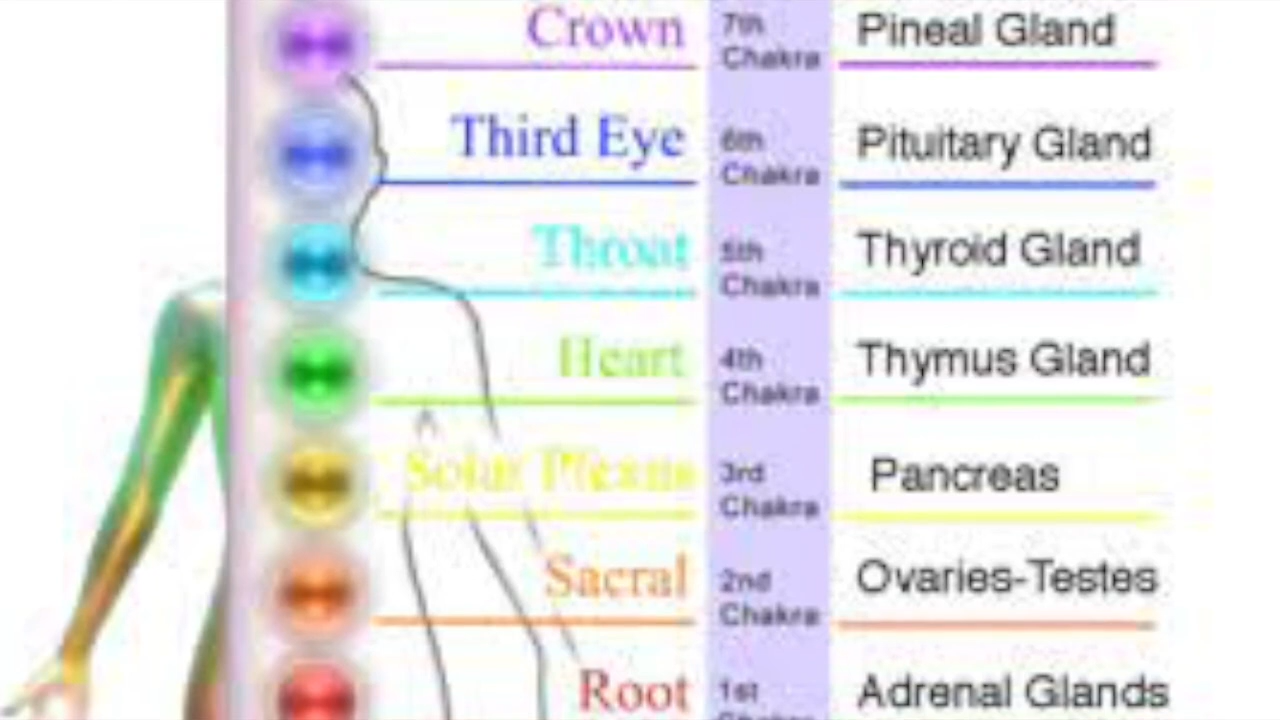 Crown 7th Chakra Pineal Gland
Third Eye 6th Chakra Pituitary Gland
Throat 5th Chakra Thyroid Gland
Heart 4th Chakra Thymus Gland
Solar Plexus 3rd Chakra Pancreas
Sacral 2nd Chakra Ovaries-Testes
Root 1st Chakra Adrenal Glands